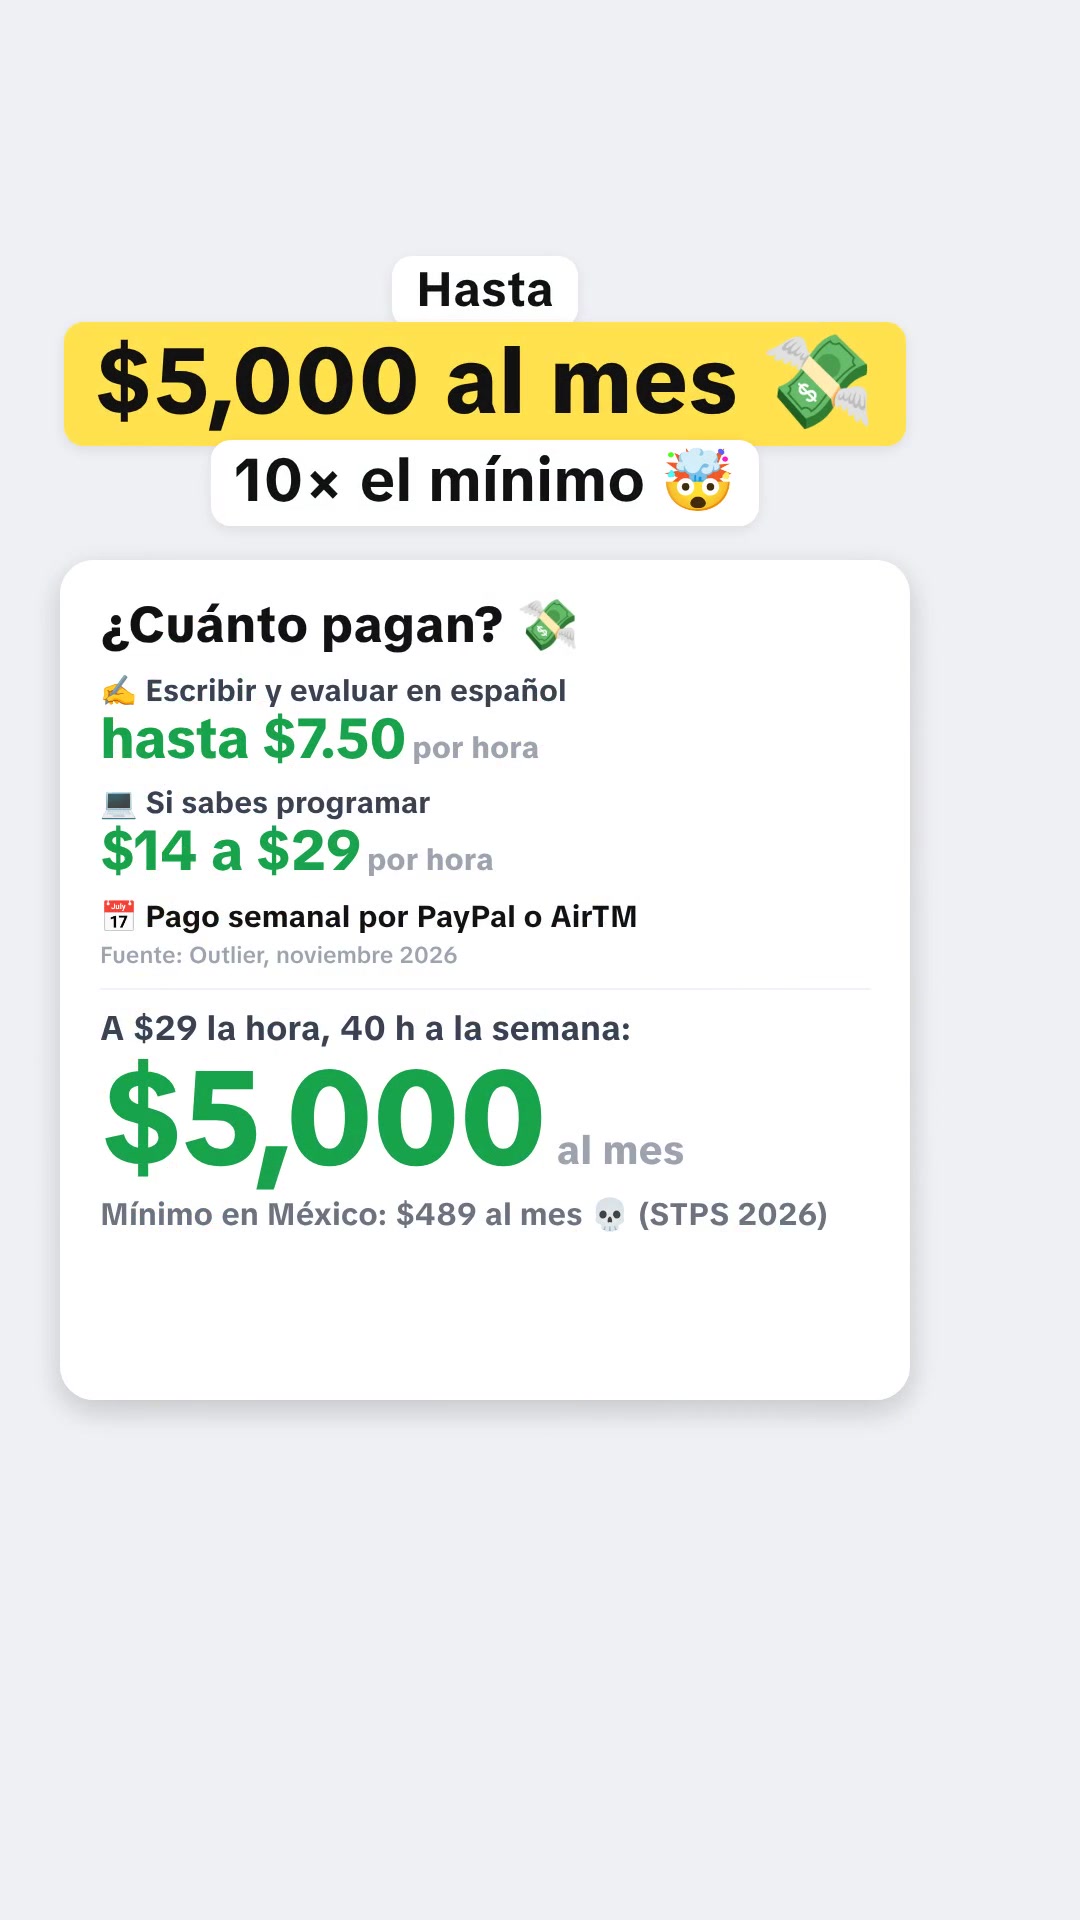 Hasta
$5,000 al mes 💸
10× el mínimo 🤯
¿Cuánto pagan? 💸
✍️ Escribir y evaluar en español
hasta $7.50 por hora
💻 Si sabes programar
$14 a $29 por hora
📅 Pago semanal por PayPal o AirTM
Fuente: Outlier, noviembre 2026
A $29 la hora, 40 h a la semana:
$5,000 al mes
Mínimo en México: $489 al mes 💀 (STPS 2026)